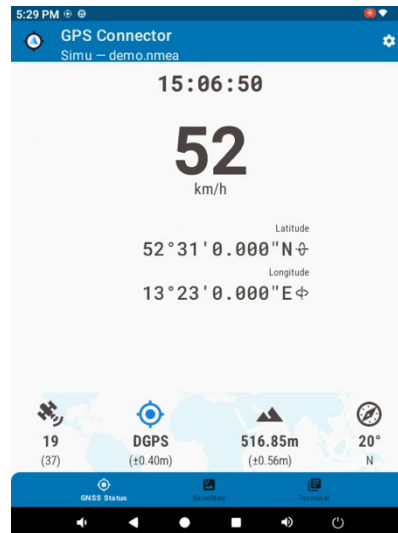 5:29 PM
GPS Connector
Simu — demo.nmea
15:06:50
52
km/h
Latitude
52°31'0.000"N
Longitude
13°23'0.000"E
19 DGPS 516.85m 20°
(37) (±0.40m) (±0.56m) N
GNSS Status Satellites Terminal